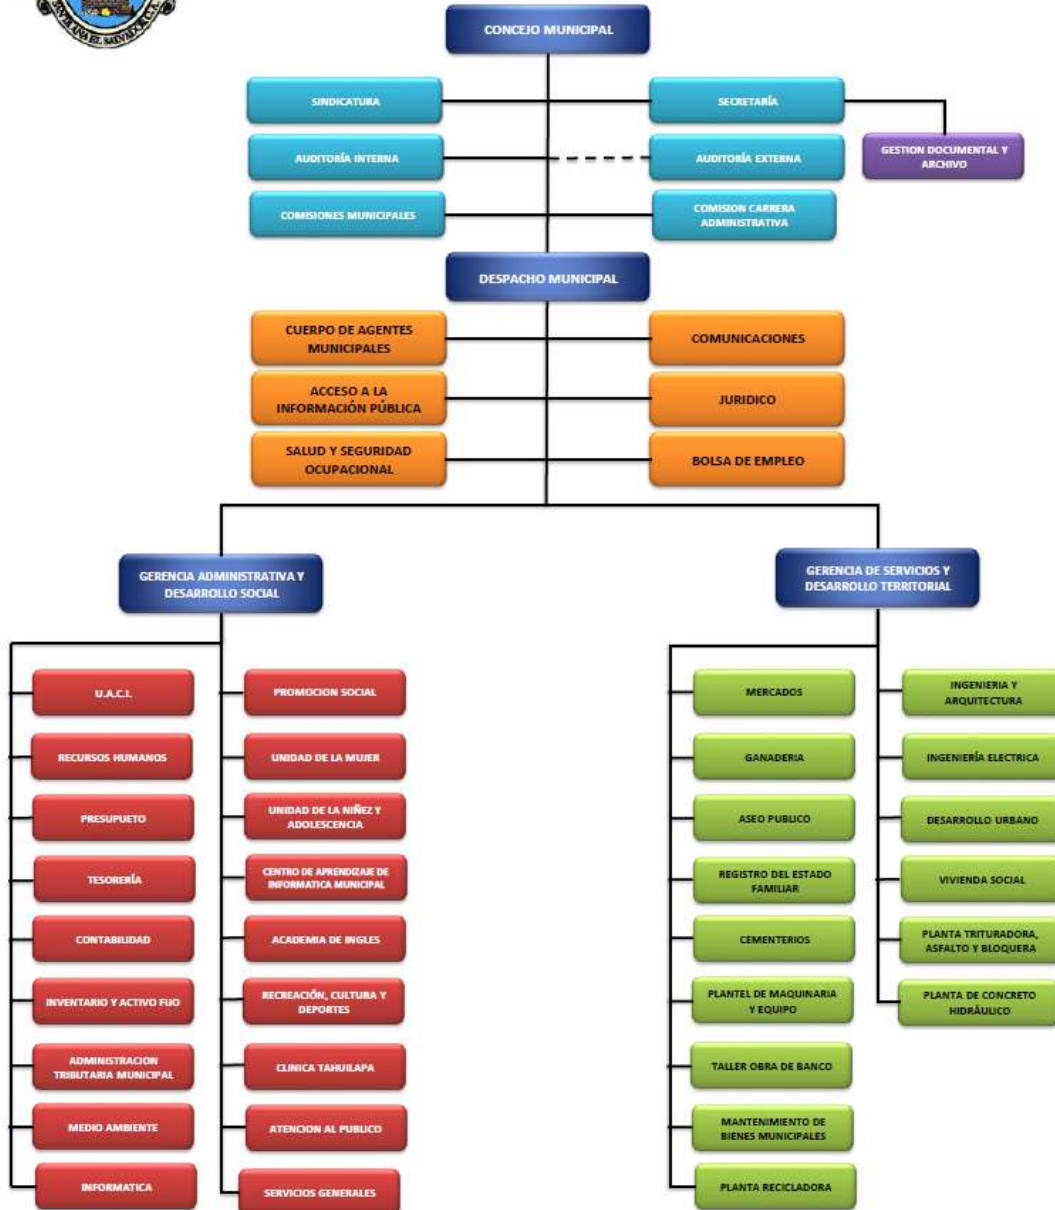 SANTA ANA EL SALVADOR C.A.
CONCEJO MUNICIPAL
SINDICATURA
SECRETARÍA
AUDITORÍA INTERNA
AUDITORÍA EXTERNA
GESTION DOCUMENTAL Y
ARCHIVO
COMISIONES MUNICIPALES
COMISION CARRERA
ADMINISTRATIVA
DESPACHO MUNICIPAL
CUERPO DE AGENTES
MUNICIPALES
COMUNICACIONES
ACCESO A LA
INFORMACIÓN PÚBLICA
JURIDICO
SALUD Y SEGURIDAD
OCUPACIONAL
BOLSA DE EMPLEO
GERENCIA ADMINISTRATIVA Y
DESARROLLO SOCIAL
GERENCIA DE SERVICIOS Y
DESARROLLO TERRITORIAL
U.A.C.I.
RECURSOS HUMANOS
PRESUPUETO
TESORERÍA
CONTABILIDAD
INVENTARIO Y ACTIVO FIJO
ADMINISTRACION
TRIBUTARIA MUNICIPAL
MEDIO AMBIENTE
INFORMATICA
PROMOCION SOCIAL
UNIDAD DE LA MUJER
UNIDAD DE LA NIÑEZ Y
ADOLESCENCIA
CENTRO DE APRENDIZAJE DE
INFORMATICA MUNICIPAL
ACADEMIA DE INGLES
RECREACIÓN, CULTURA Y
DEPORTES
CLINICA TAHUILAPA
ATENCION AL PUBLICO
SERVICIOS GENERALES
MERCADOS
GANADERIA
ASEO PUBLICO
REGISTRO DEL ESTADO
FAMILIAR
CEMENTERIOS
PLANTEL DE MAQUINARIA
Y EQUIPO
TALLER OBRA DE BANCO
MANTENIMIENTO DE
BIENES MUNICIPALES
PLANTA RECICLADORA
INGENIERIA Y
ARQUITECTURA
INGENIERÍA ELECTRICA
DESARROLLO URBANO
VIVIENDA SOCIAL
PLANTA TRITURADORA,
ASFALTO Y BLOQUERA
PLANTA DE CONCRETO
HIDRÁULICO